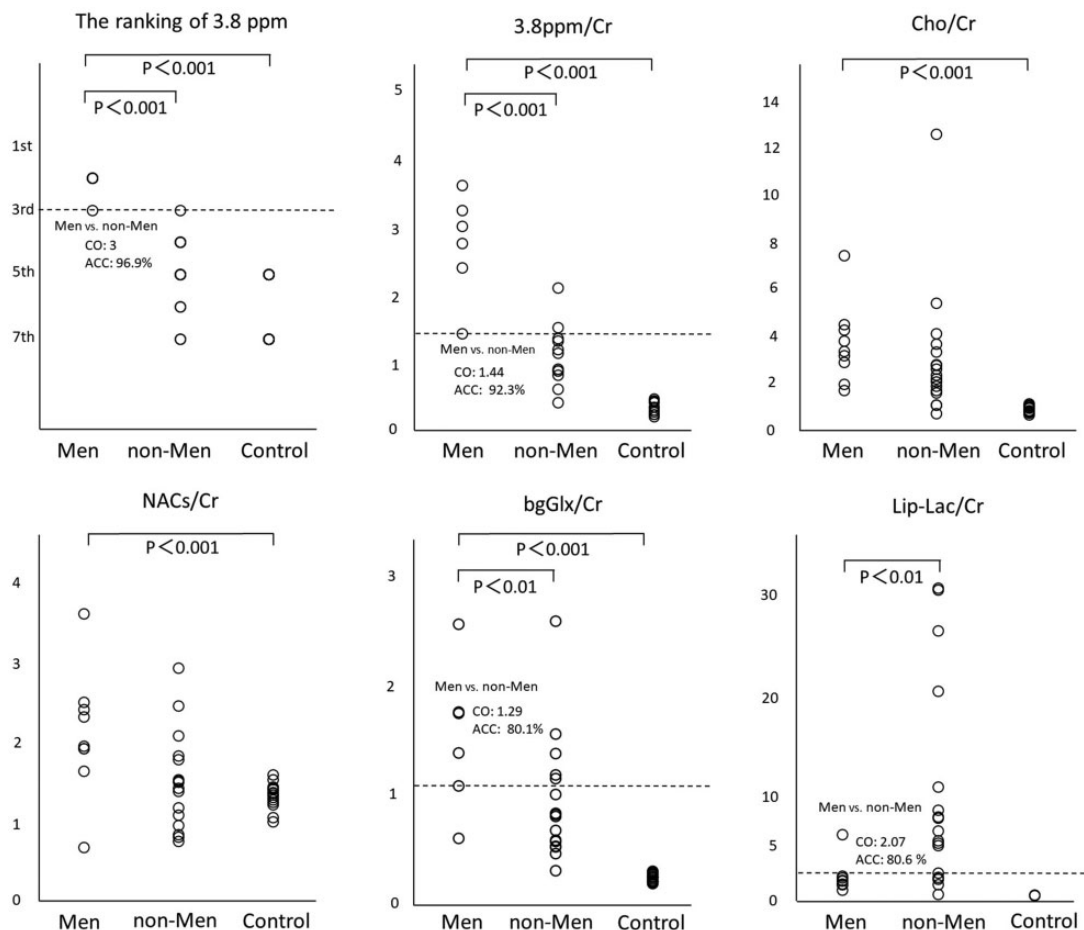 The ranking of 3.8 ppm
P＜0.001
P＜0.001
1st
3rd
5th
7th
Men vs. non-Men
CO: 3
ACC: 96.9%
Men non-Men Control
3.8ppm/Cr
P＜0.001
P＜0.001
5
4
3
2
1
0
Men vs. non-Men
CO: 1.44
ACC: 92.3%
Men non-Men Control
Cho/Cr
P＜0.001
14
12
10
8
6
4
2
0
Men non-Men Control
NACs/Cr
P＜0.001
4
3
2
1
0
Men non-Men Control
bgGlx/Cr
P＜0.001
P＜0.01
3
2
1
0
Men vs. non-Men
CO: 1.29
ACC: 80.1%
Men non-Men Control
Lip-Lac/Cr
P＜0.01
30
20
10
5
0
Men vs. non-Men
CO: 2.07
ACC: 80.6 %
Men non-Men Control